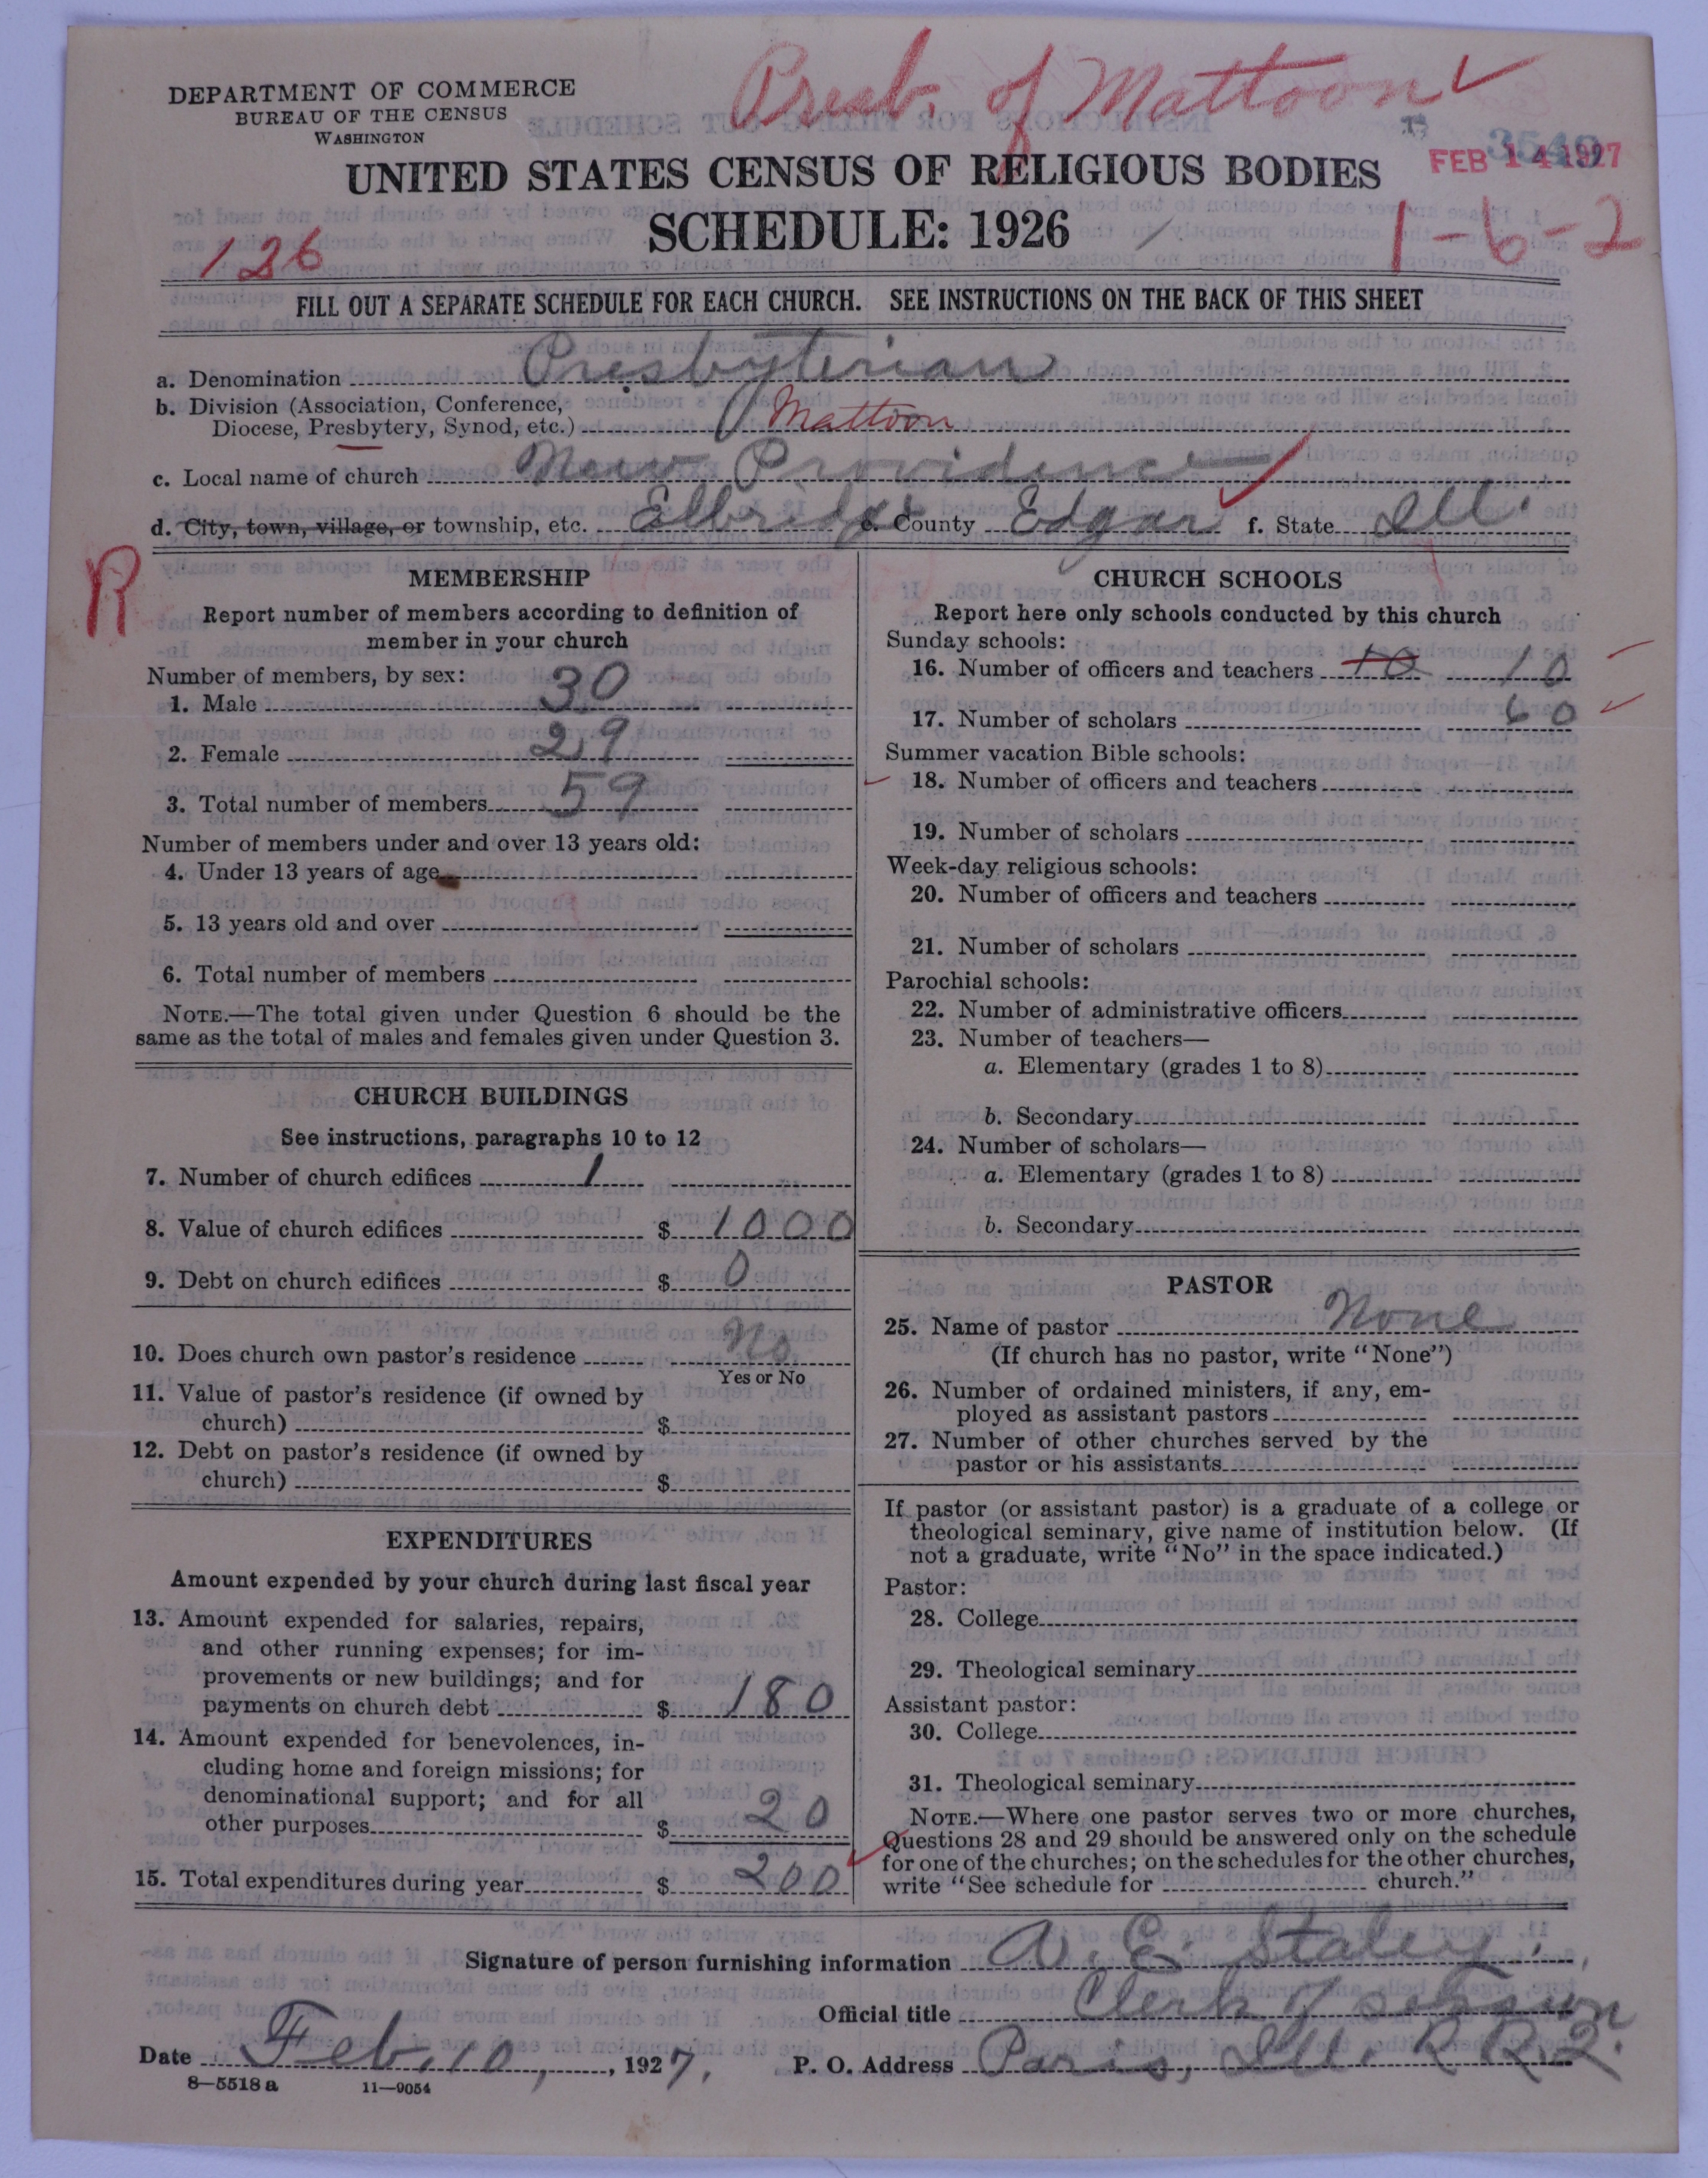 Presb. of Mattoon ✓
DEPARTMENT OF COMMERCE
BUREAU OF THE CENSUS
WASHINGTON
3549
FEB 14 1927
UNITED STATES CENSUS OF RELIGIOUS BODIES
SCHEDULE: 1926
126
1-6-2
FILL OUT A SEPARATE SCHEDULE FOR EACH CHURCH. SEE INSTRUCTIONS ON THE BACK OF THIS SHEET
a. Denomination Presbyterian
b. Division (Association, Conference,
Diocese, Presbytery, Synod, etc.) Mattoon
c. Local name of church New Providence ✓
d. City, town, village, or township, etc. Elbridge e. County Edgar f. State Ill.
R
MEMBERSHIP
Report number of members according to definition of
member in your church
Number of members, by sex:
1. Male 30
2. Female 29
3. Total number of members 59
Number of members under and over 13 years old:
4. Under 13 years of age
5. 13 years old and over
6. Total number of members
NOTE.—The total given under Question 6 should be the
same as the total of males and females given under Question 3.
CHURCH BUILDINGS
See instructions, paragraphs 10 to 12
7. Number of church edifices 1
8. Value of church edifices $ 1000
9. Debt on church edifices $ 0
10. Does church own pastor's residence No
Yes or No
11. Value of pastor's residence (if owned by
church) $
12. Debt on pastor's residence (if owned by
church) $
EXPENDITURES
Amount expended by your church during last fiscal year
13. Amount expended for salaries, repairs,
and other running expenses; for im-
provements or new buildings; and for
payments on church debt $ 180
14. Amount expended for benevolences, in-
cluding home and foreign missions; for
denominational support; and for all
other purposes $ 20
15. Total expenditures during year $ 200 ✓
CHURCH SCHOOLS
Report here only schools conducted by this church
Sunday schools:
16. Number of officers and teachers 10 10
17. Number of scholars 60 ✓
Summer vacation Bible schools:
18. Number of officers and teachers
19. Number of scholars
Week-day religious schools:
20. Number of officers and teachers
21. Number of scholars
Parochial schools:
22. Number of administrative officers
23. Number of teachers—
a. Elementary (grades 1 to 8)
b. Secondary
24. Number of scholars—
a. Elementary (grades 1 to 8)
b. Secondary
PASTOR
25. Name of pastor None
(If church has no pastor, write "None")
26. Number of ordained ministers, if any, em-
ployed as assistant pastors
27. Number of other churches served by the
pastor or his assistants
If pastor (or assistant pastor) is a graduate of a college or
theological seminary, give name of institution below. (If
not a graduate, write "No" in the space indicated.)
Pastor:
28. College
29. Theological seminary
Assistant pastor:
30. College
31. Theological seminary
NOTE.—Where one pastor serves two or more churches,
Questions 28 and 29 should be answered only on the schedule
for one of the churches; on the schedules for the other churches,
write "See schedule for church."
Signature of person furnishing information A. E. Staley.
Official title Clerk of Session
Date Feb. 10, 1927. P. O. Address Paris, Ill. R R. 2.
8—5518 a 11—9054